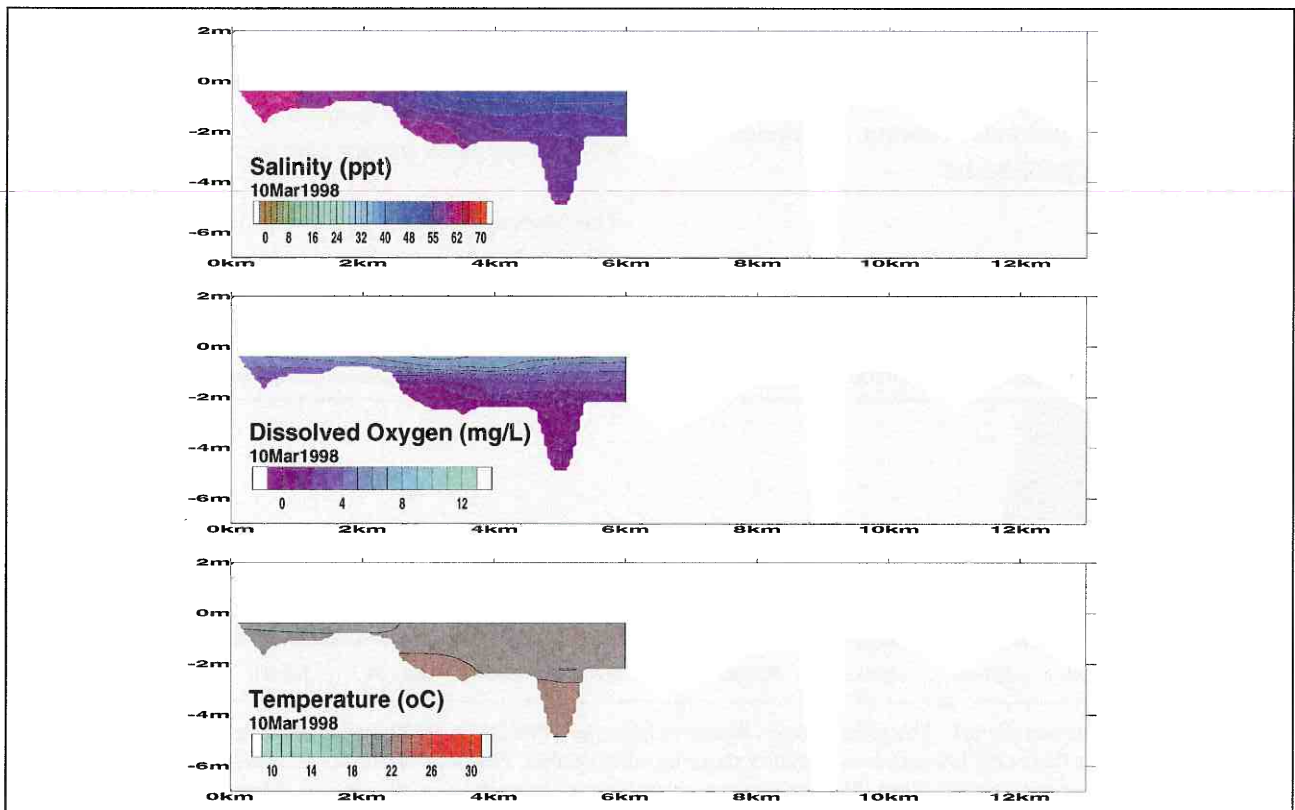 2m
0m
-2m
-4m
-6m
Salinity (ppt)
10Mar1998
0 8 16 24 32 40 48 55 62 70
0km 2km 4km 6km 8km 10km 12km
2m
0m
-2m
-4m
-6m
Dissolved Oxygen (mg/L)
10Mar1998
0 4 8 12
0km 2km 4km 6km 8km 10km 12km
2m
0m
-2m
-4m
-6m
Temperature (oC)
10Mar1998
10 14 18 22 26 30
0km 2km 4km 6km 8km 10km 12km